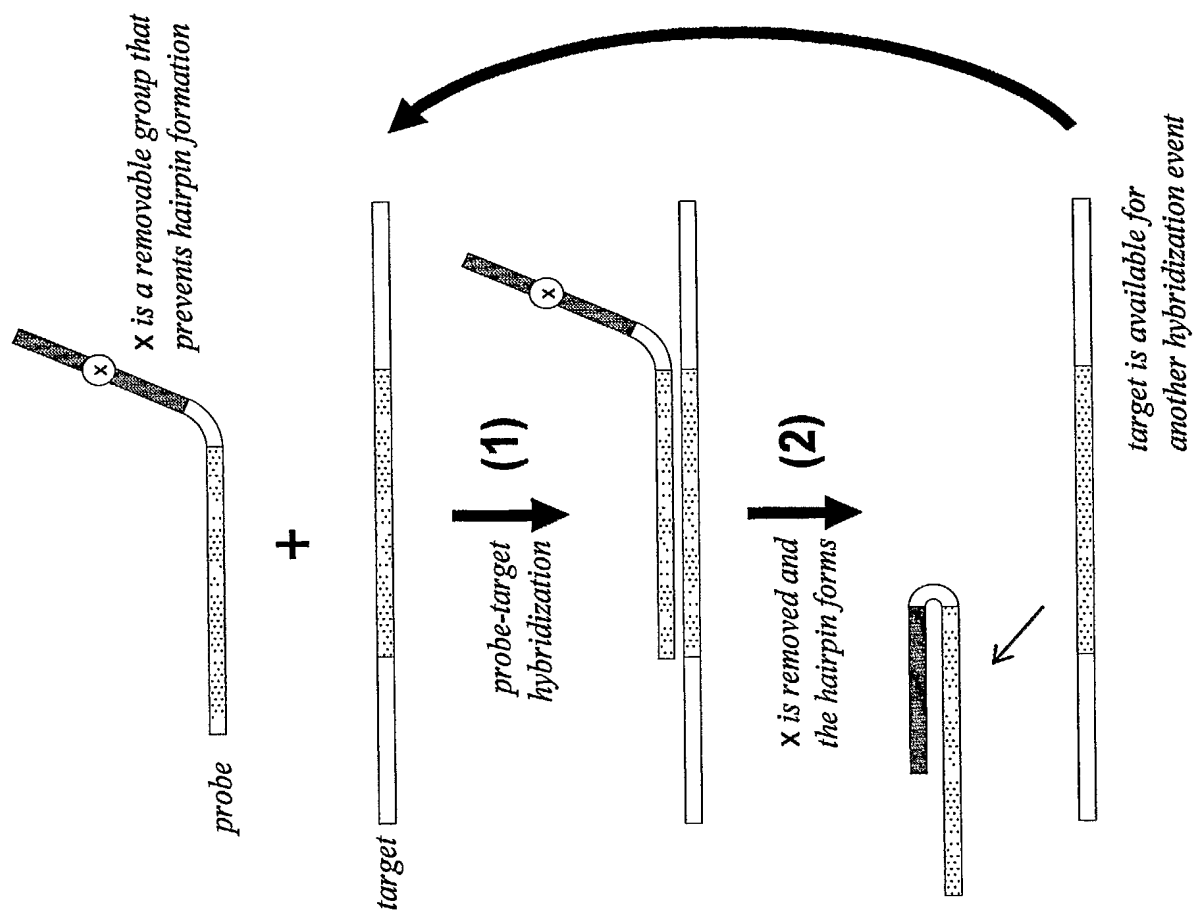 X
X is a removable group that
prevents hairpin formation
probe
+
target
(1)
probe-target
hybridization
X
(2)
X is removed and
the hairpin forms
target is available for
another hybridization event